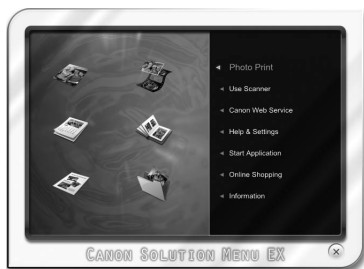 Photo Print
Use Scanner
Canon Web Service
Help & Settings
Start Application
Online Shopping
Information
Canon Solution Menu EX